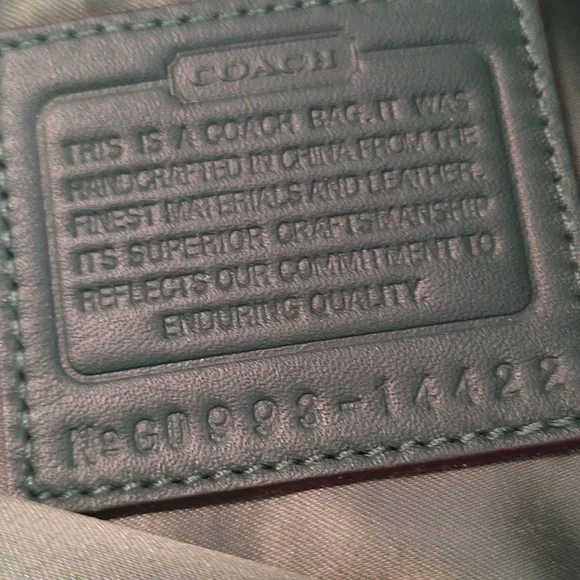 COACH
THIS IS A COACH BAG. IT WAS
HANDCRAFTED IN CHINA FROM THE
FINEST MATERIALS AND LEATHER.
ITS SUPERIOR CRAFTSMANSHIP
REFLECTS OUR COMMITMENT TO
ENDURING QUALITY.
No G0993-14422